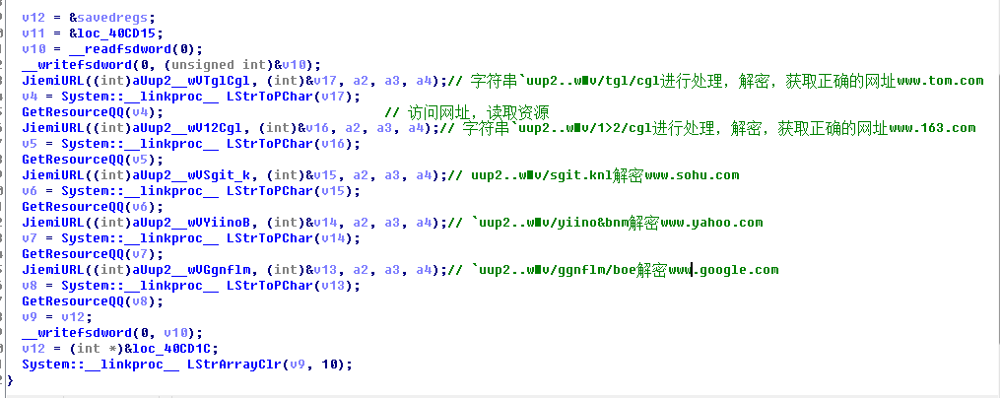 v12 = &savedregs;
v11 = &loc_40CD15;
v10 = __readfsdword(0);
__writefsdword(0, (unsigned int)&v10);
JiemiURL((int)aUup2__wVTglCgl, (int)&v17, a2, a3, a4);// 字符串`uup2..w■v/tgl/cgl进行处理，解密，获取正确的网址www.tom.com
v4 = System::__linkproc__ LStrToPChar(v17);
GetResourceQQ(v4); // 访问网址，读取资源
JiemiURL((int)aUup2__wV12Cgl, (int)&v16, a2, a3, a4);// 字符串`uup2..w■v/1>2/cgl进行处理，解密，获取正确的网址www.163.com
v5 = System::__linkproc__ LStrToPChar(v16);
GetResourceQQ(v5);
JiemiURL((int)aUup2__wVSgit_k, (int)&v15, a2, a3, a4);// uup2..w■v/sgit.knl解密www.sohu.com
v6 = System::__linkproc__ LStrToPChar(v15);
GetResourceQQ(v6);
JiemiURL((int)aUup2__wVYiinoB, (int)&v14, a2, a3, a4);// `uup2..w■v/yiino&bnm解密www.yahoo.com
v7 = System::__linkproc__ LStrToPChar(v14);
GetResourceQQ(v7);
JiemiURL((int)aUup2__wVGgnflm, (int)&v13, a2, a3, a4);// `uup2..w■v/ggnflm/boe解密www.google.com
v8 = System::__linkproc__ LStrToPChar(v13);
GetResourceQQ(v8);
v9 = v12;
__writefsdword(0, v10);
v12 = (int *)&loc_40CD1C;
System::__linkproc__ LStrArrayClr(v9, 10);
}